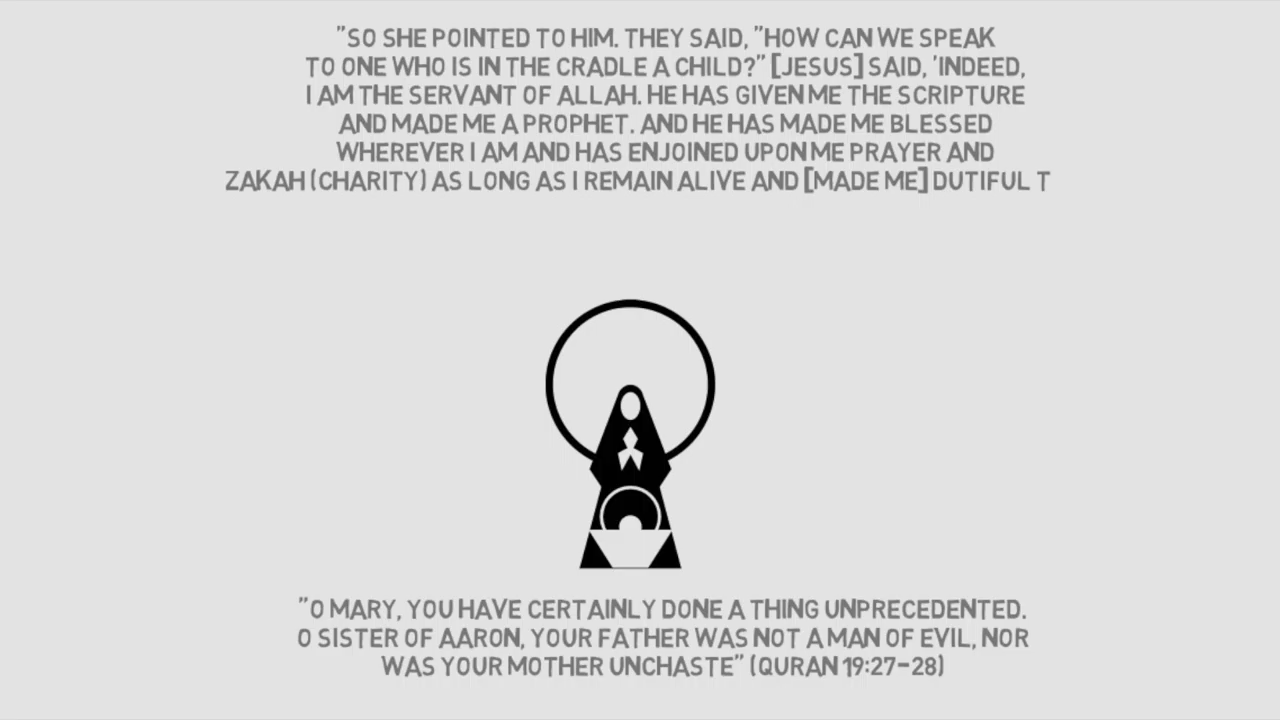 "SO SHE POINTED TO HIM. THEY SAID, "HOW CAN WE SPEAK
TO ONE WHO IS IN THE CRADLE A CHILD?" [JESUS] SAID, 'INDEED,
I AM THE SERVANT OF ALLAH. HE HAS GIVEN ME THE SCRIPTURE
AND MADE ME A PROPHET. AND HE HAS MADE ME BLESSED
WHEREVER I AM AND HAS ENJOINED UPON ME PRAYER AND
ZAKAH (CHARITY) AS LONG AS I REMAIN ALIVE AND [MADE ME] DUTIFUL T
"O MARY, YOU HAVE CERTAINLY DONE A THING UNPRECEDENTED.
O SISTER OF AARON, YOUR FATHER WAS NOT A MAN OF EVIL, NOR
WAS YOUR MOTHER UNCHASTE" (QURAN 19:27-28)